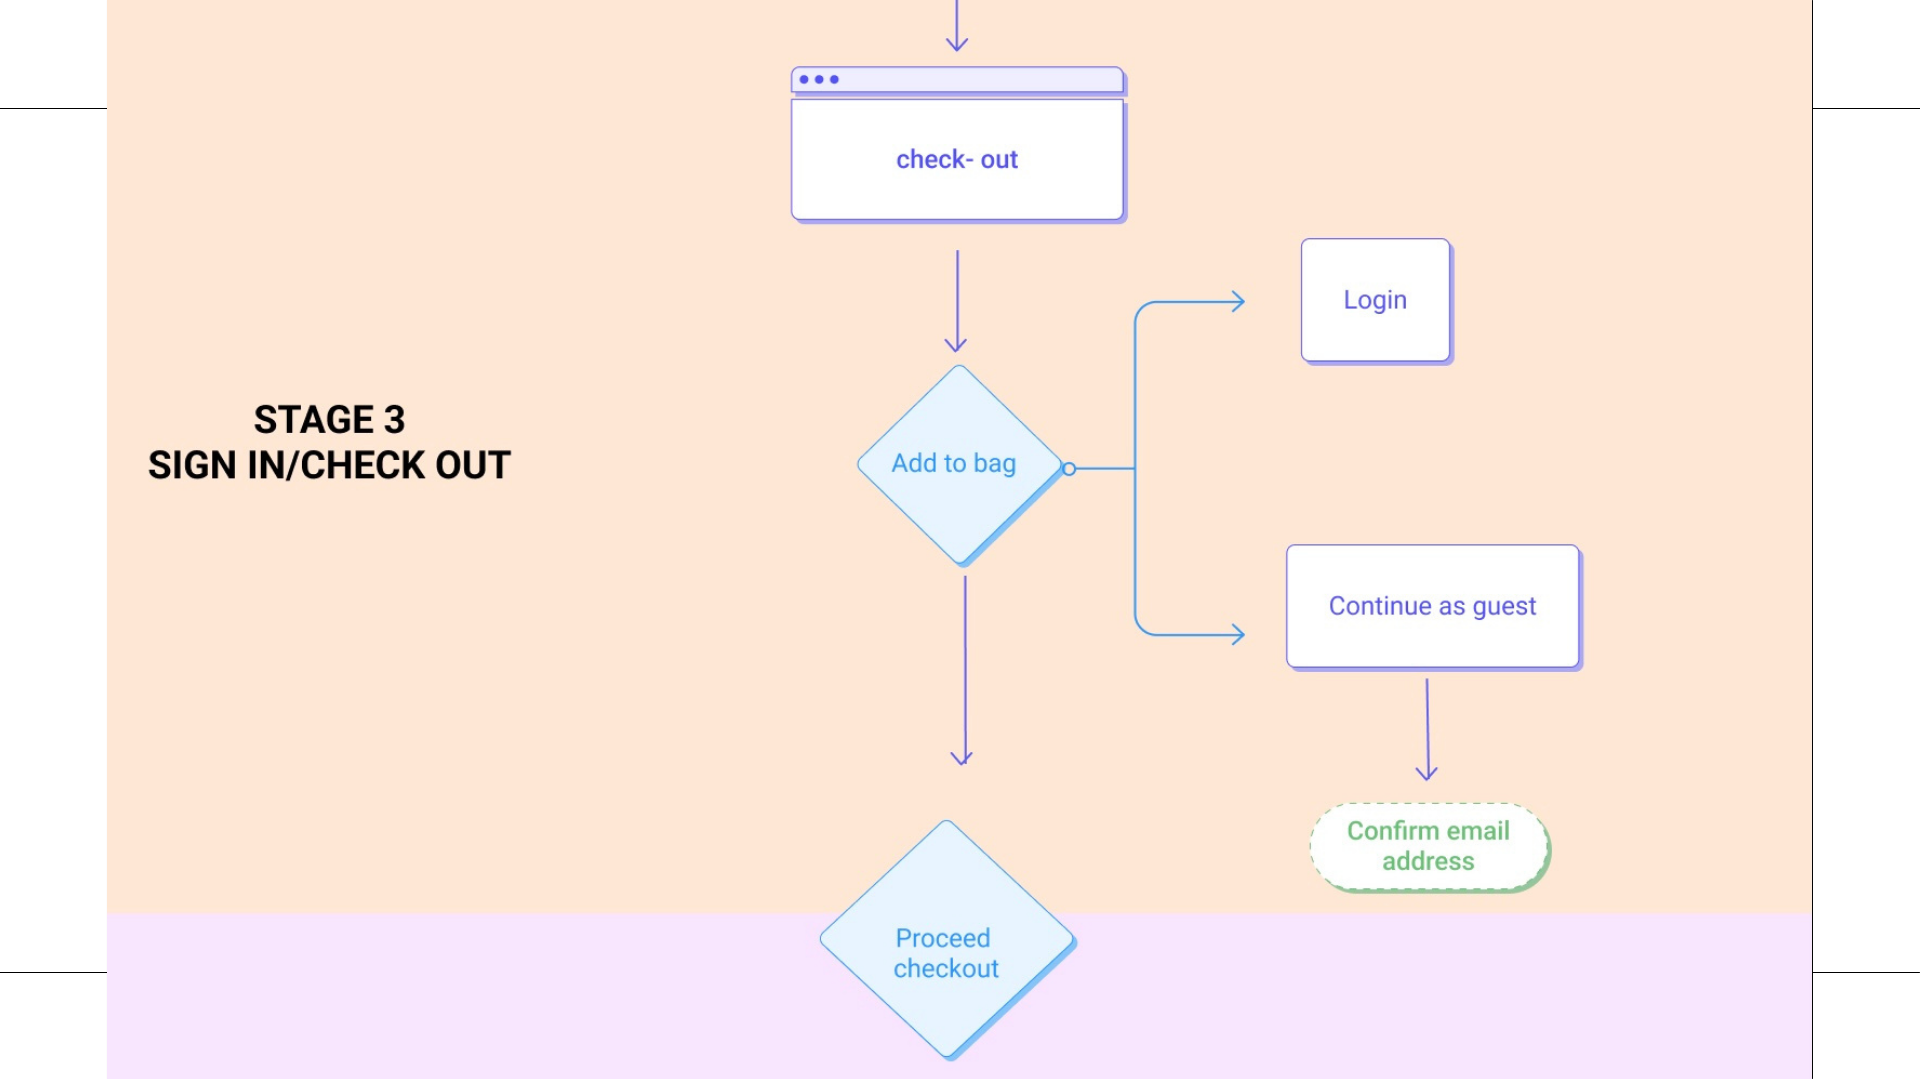 check- out
Login
STAGE 3
SIGN IN/CHECK OUT
Add to bag
Continue as guest
Confirm email
address
Proceed
checkout